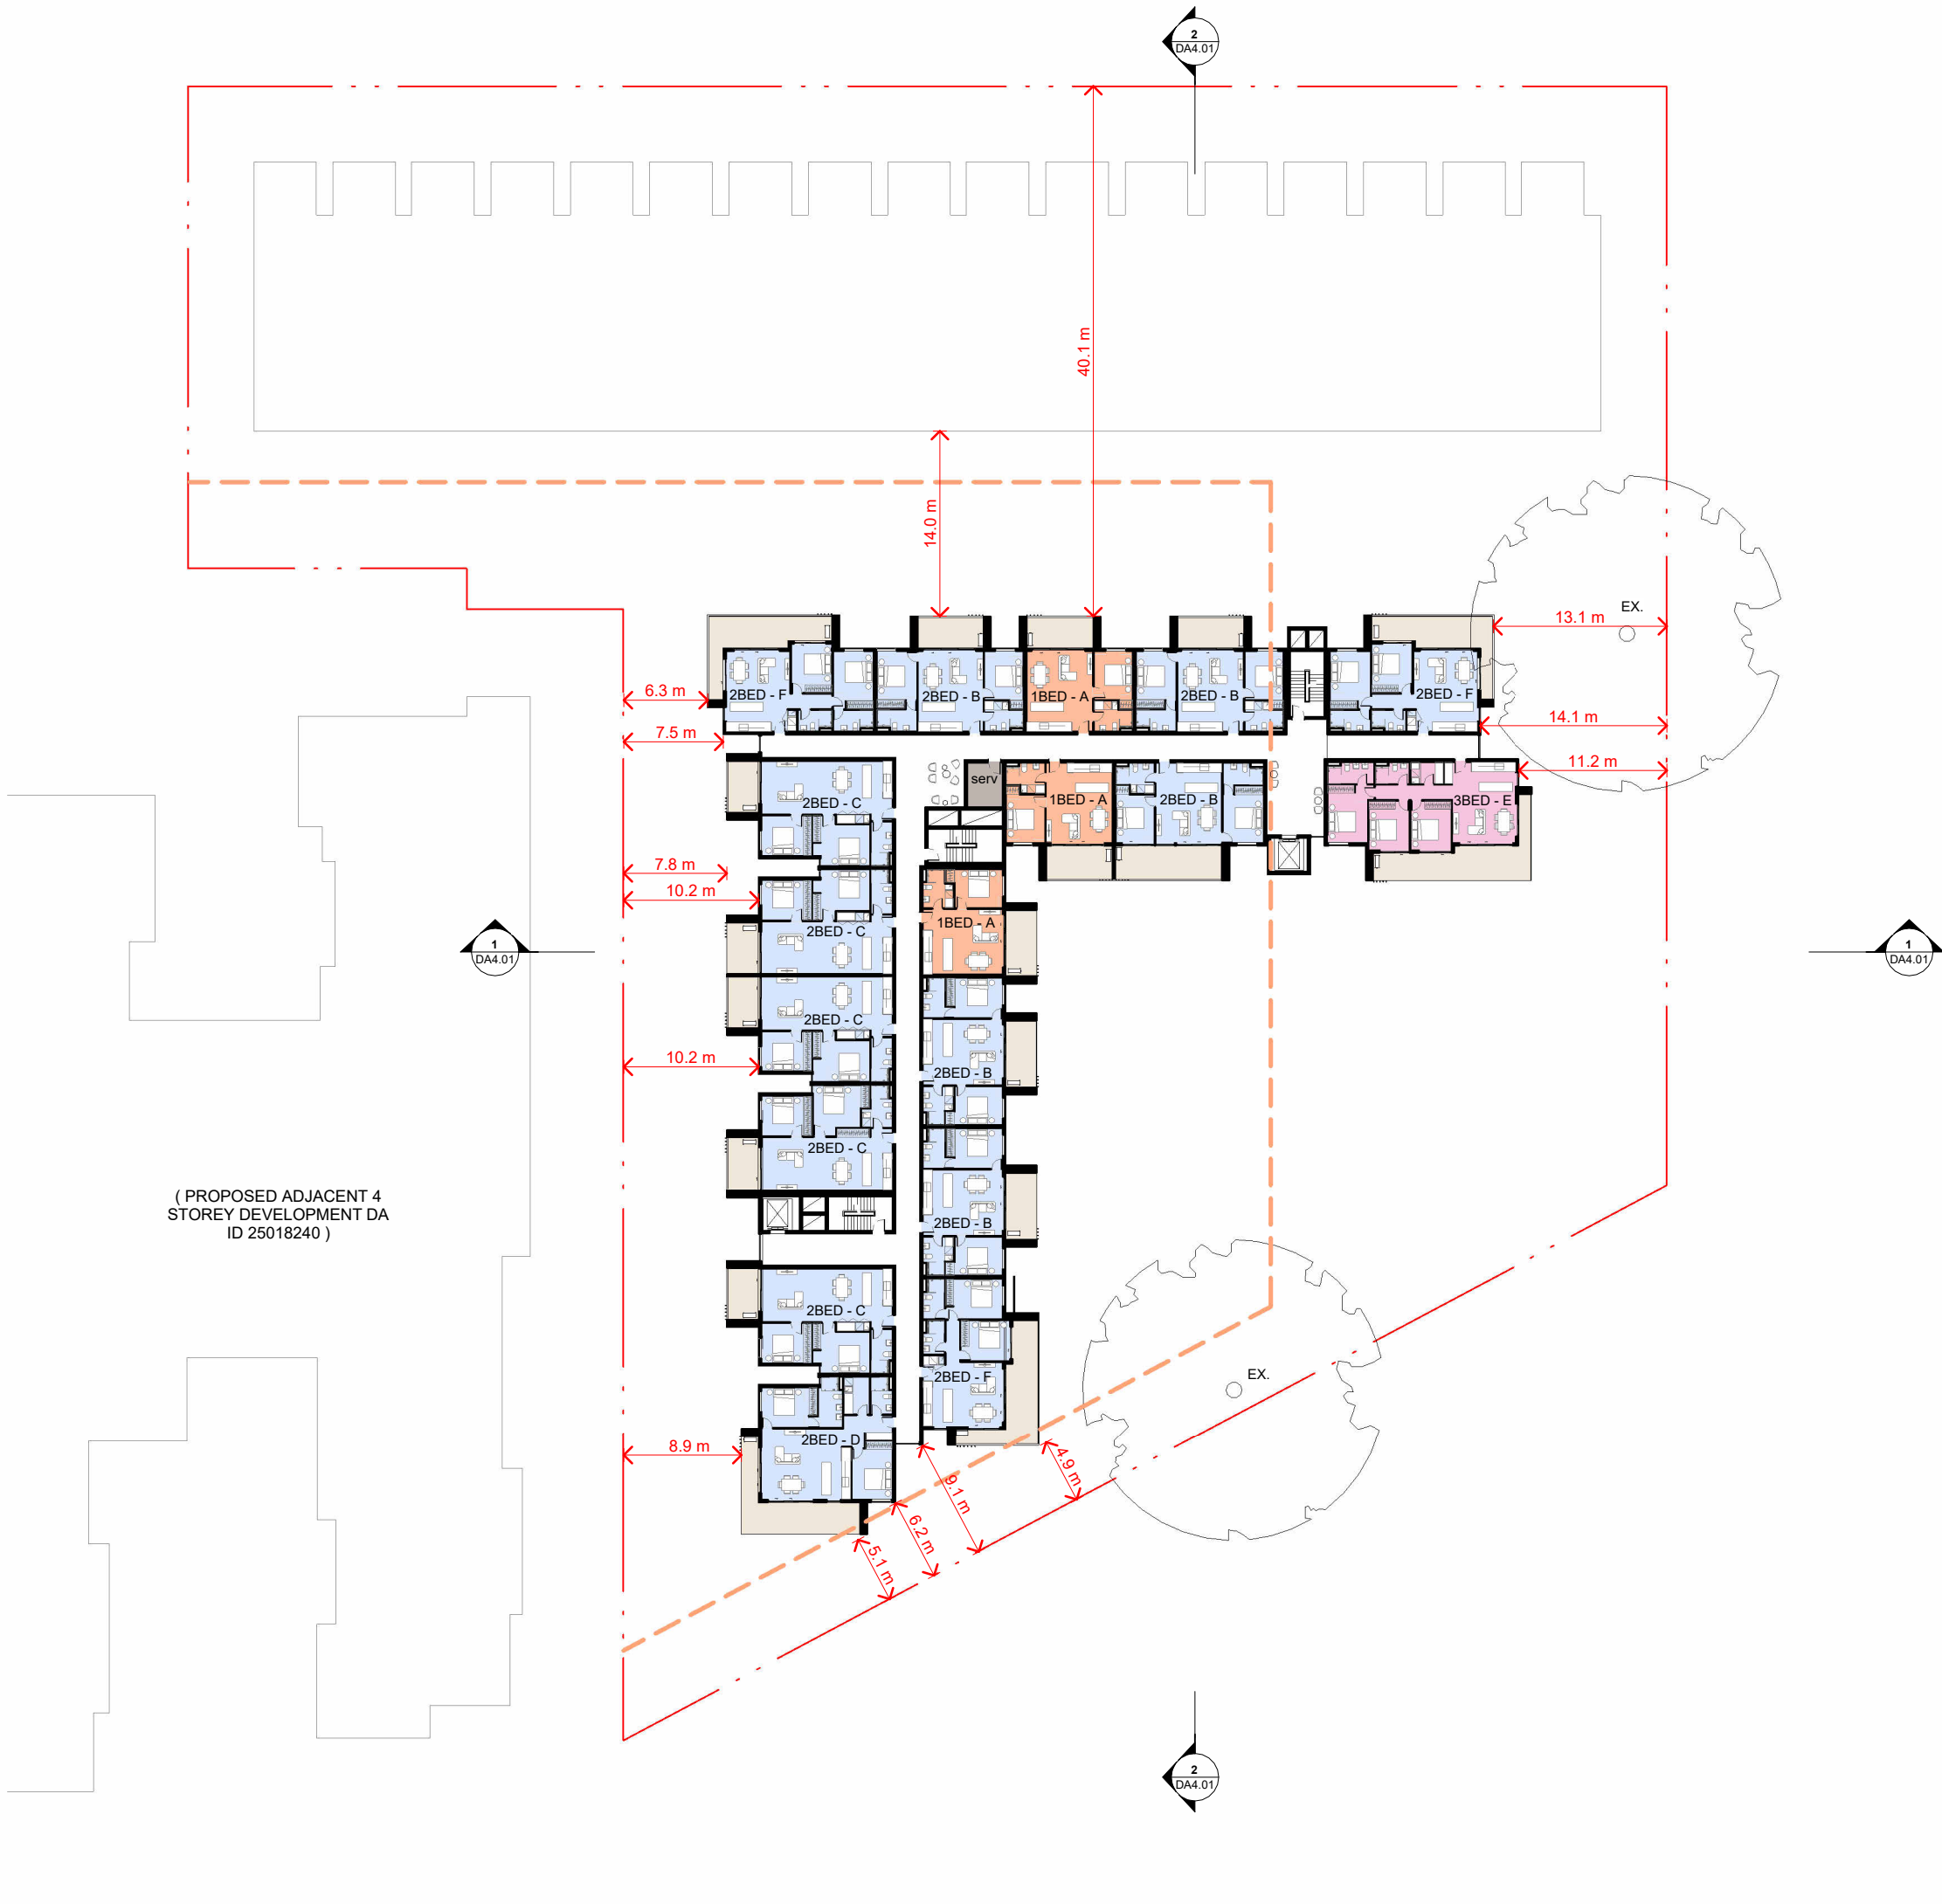 2
DA4.01
40.1 m
14.0 m
EX.
13.1 m
2BED - F
2BED - B
1BED - A
2BED - B
2BED - F
6.3 m
14.1 m
7.5 m
11.2 m
serv
2BED - C
1BED - A
2BED - B
3BED - E
7.8 m
10.2 m
1BED - A
2BED - C
1
DA4.01
1
DA4.01
2BED - C
10.2 m
2BED - B
2BED - C
( PROPOSED ADJACENT 4
STOREY DEVELOPMENT DA
ID 25018240 )
2BED - B
2BED - C
EX.
2BED - F
2BED - D
8.9 m
4.9 m
9.1 m
6.2 m
5.1 m
2
DA4.01